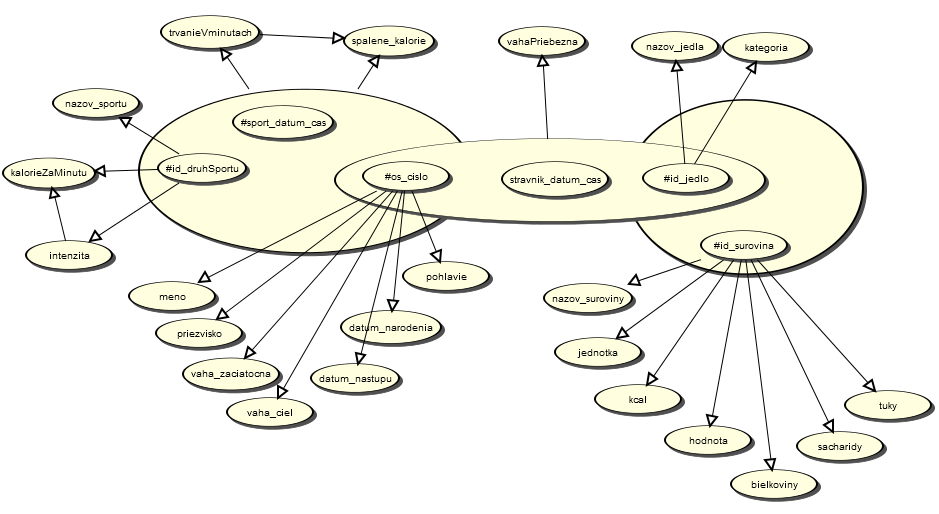 trvanieVminutach
spalene_kalorie
vahaPriebezna
nazov_jedla
kategoria
nazov_sportu
#sport_datum_cas
kalorieZaMinutu
#id_druhSportu
#os_cislo
stravnik_datum_cas
#id_jedlo
intenzita
#id_surovina
pohlavie
meno
nazov_suroviny
priezvisko
datum_narodenia
jednotka
vaha_zaciatocna
datum_nastupu
kcal
tuky
vaha_ciel
hodnota
sacharidy
bielkoviny